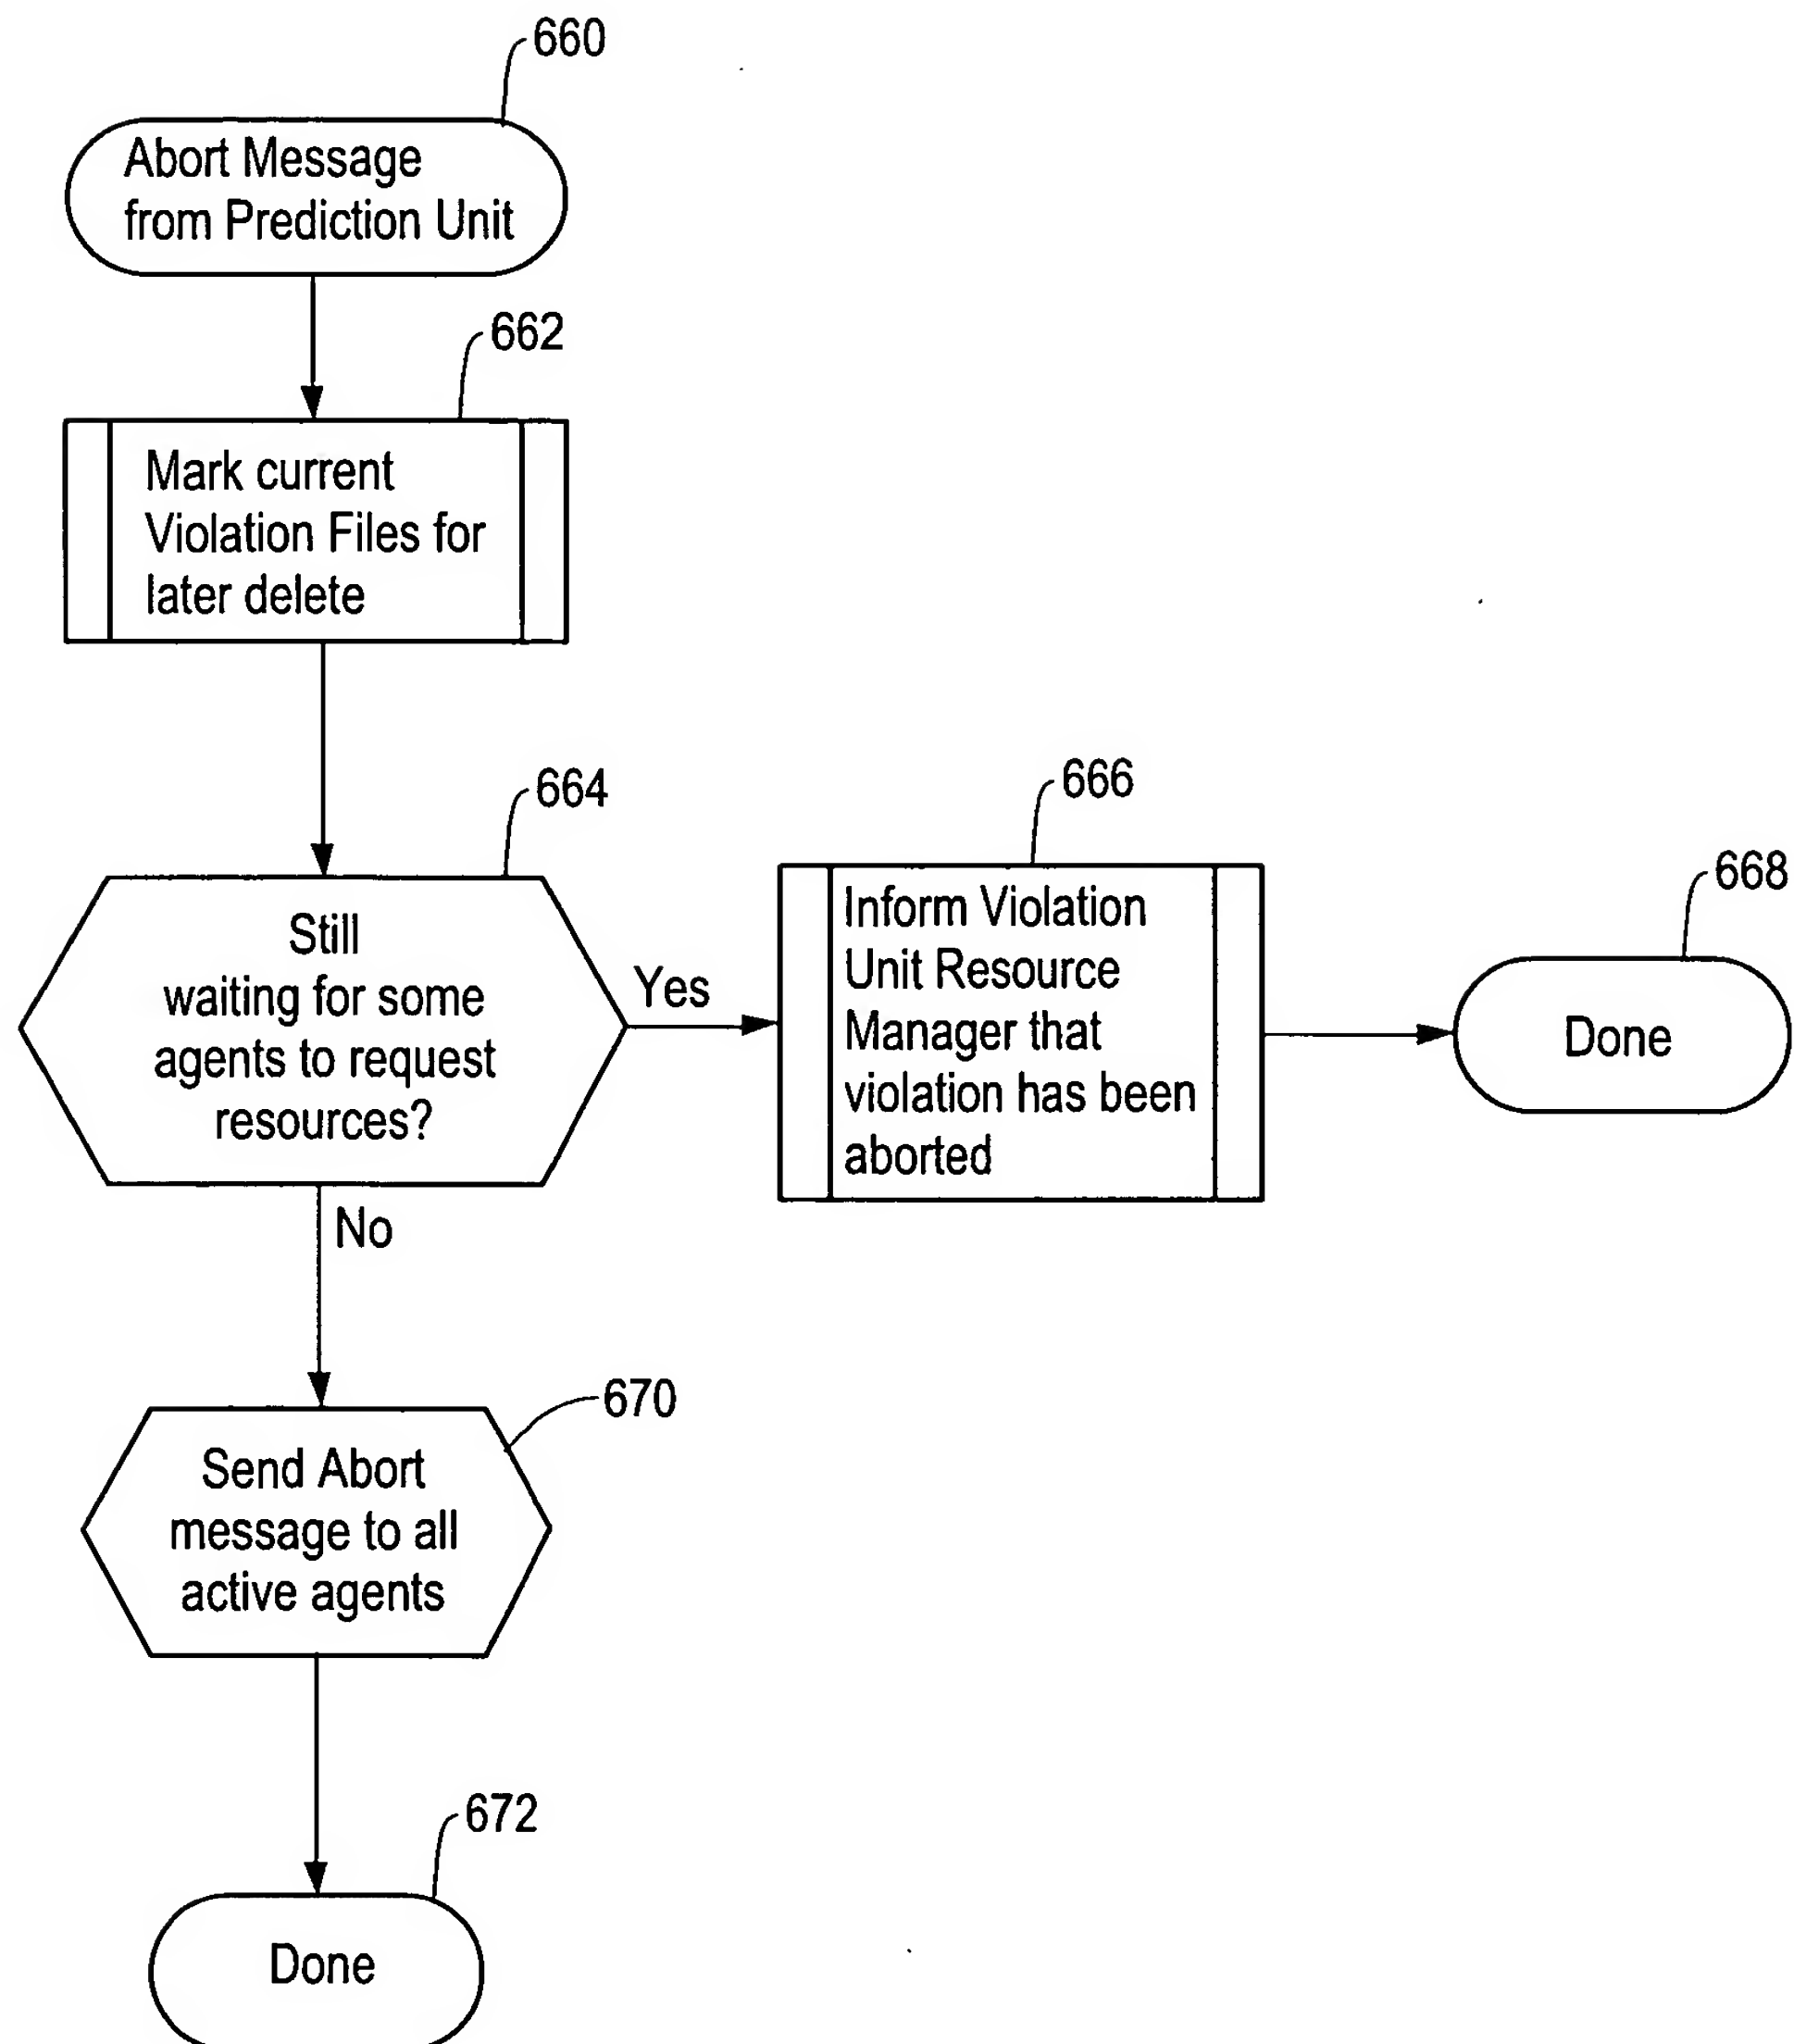 660
Abort Message
from Prediction Unit
662
Mark current
Violation Files for
later delete
664
Still
waiting for some
agents to request
resources?
Yes
666
Inform Violation
Unit Resource
Manager that
violation has been
aborted
668
Done
No
670
Send Abort
message to all
active agents
672
Done